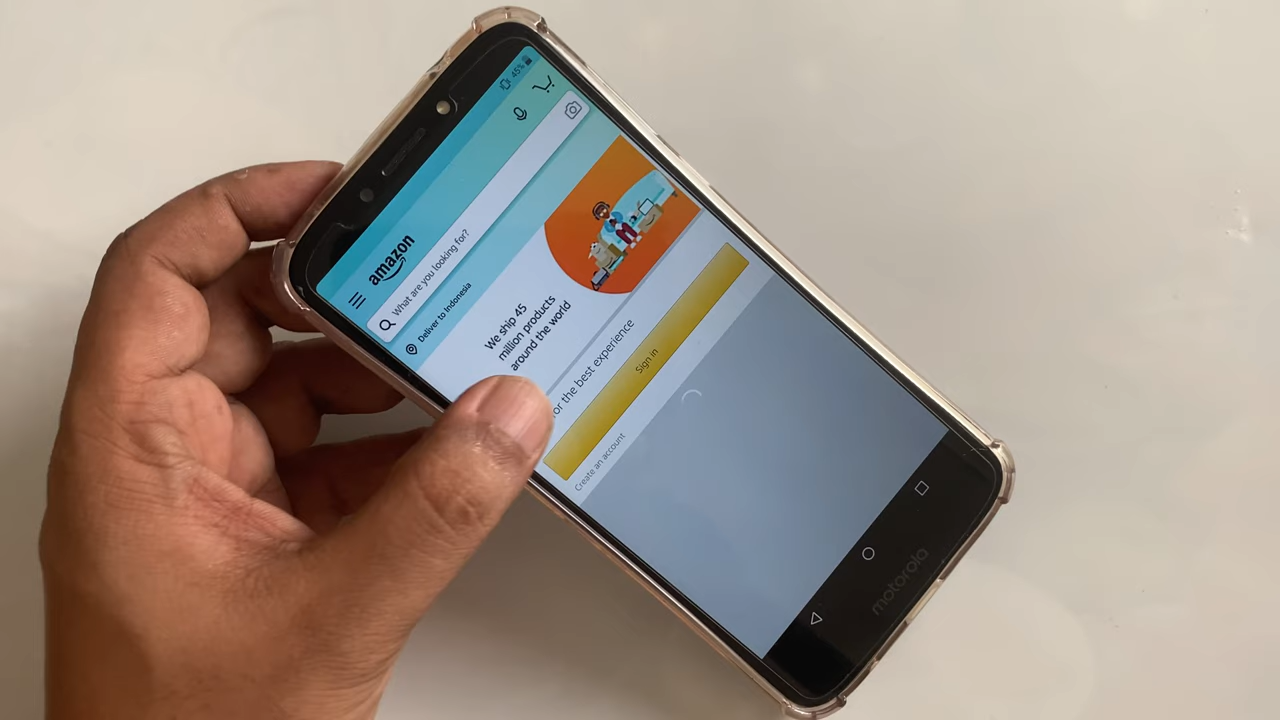 45%
amazon
What are you looking for?
Deliver to Indonesia
We ship 45
million products
around the world
for the best experience
Sign in
Create an account
motorola